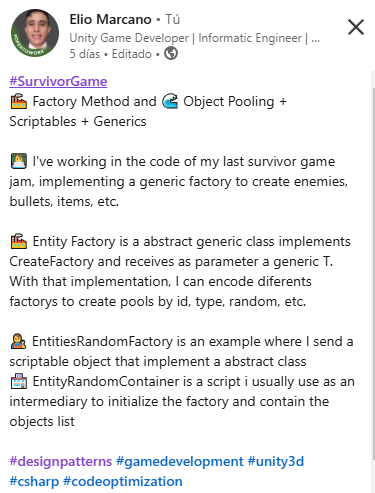 Elio Marcano • Tú
Unity Game Developer | Informatic Engineer | ...
5 días • Editado •
#OPENTOWORK
#SurvivorGame
Factory Method and Object Pooling +
Scriptables + Generics
I've working in the code of my last survivor game
jam, implementing a generic factory to create enemies,
bullets, items, etc.
Entity Factory is a abstract generic class implements
CreateFactory and receives as parameter a generic T.
With that implementation, I can encode diferents
factorys to create pools by id, type, random, etc.
EntitiesRandomFactory is an example where I send a
scriptable object that implement a abstract class
EntityRandomContainer is a script i usually use as an
intermediary to initialize the factory and contain the
objects list
#designpatterns #gamedevelopment #unity3d
#csharp #codeoptimization